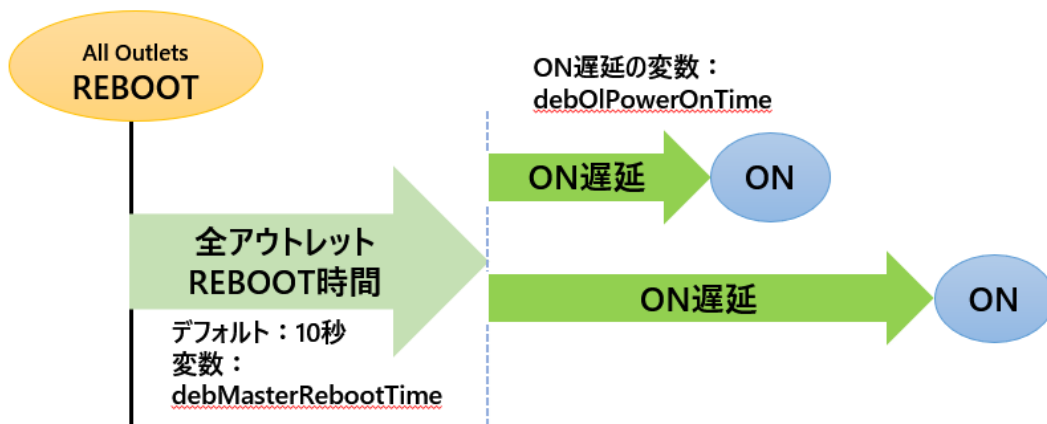 All Outlets
REBOOT
ON遅延の変数：
debOlPowerOnTime
ON遅延
ON
全アウトレット
REBOOT時間
ON遅延
ON
デフォルト：10秒
変数：
debMasterRebootTime